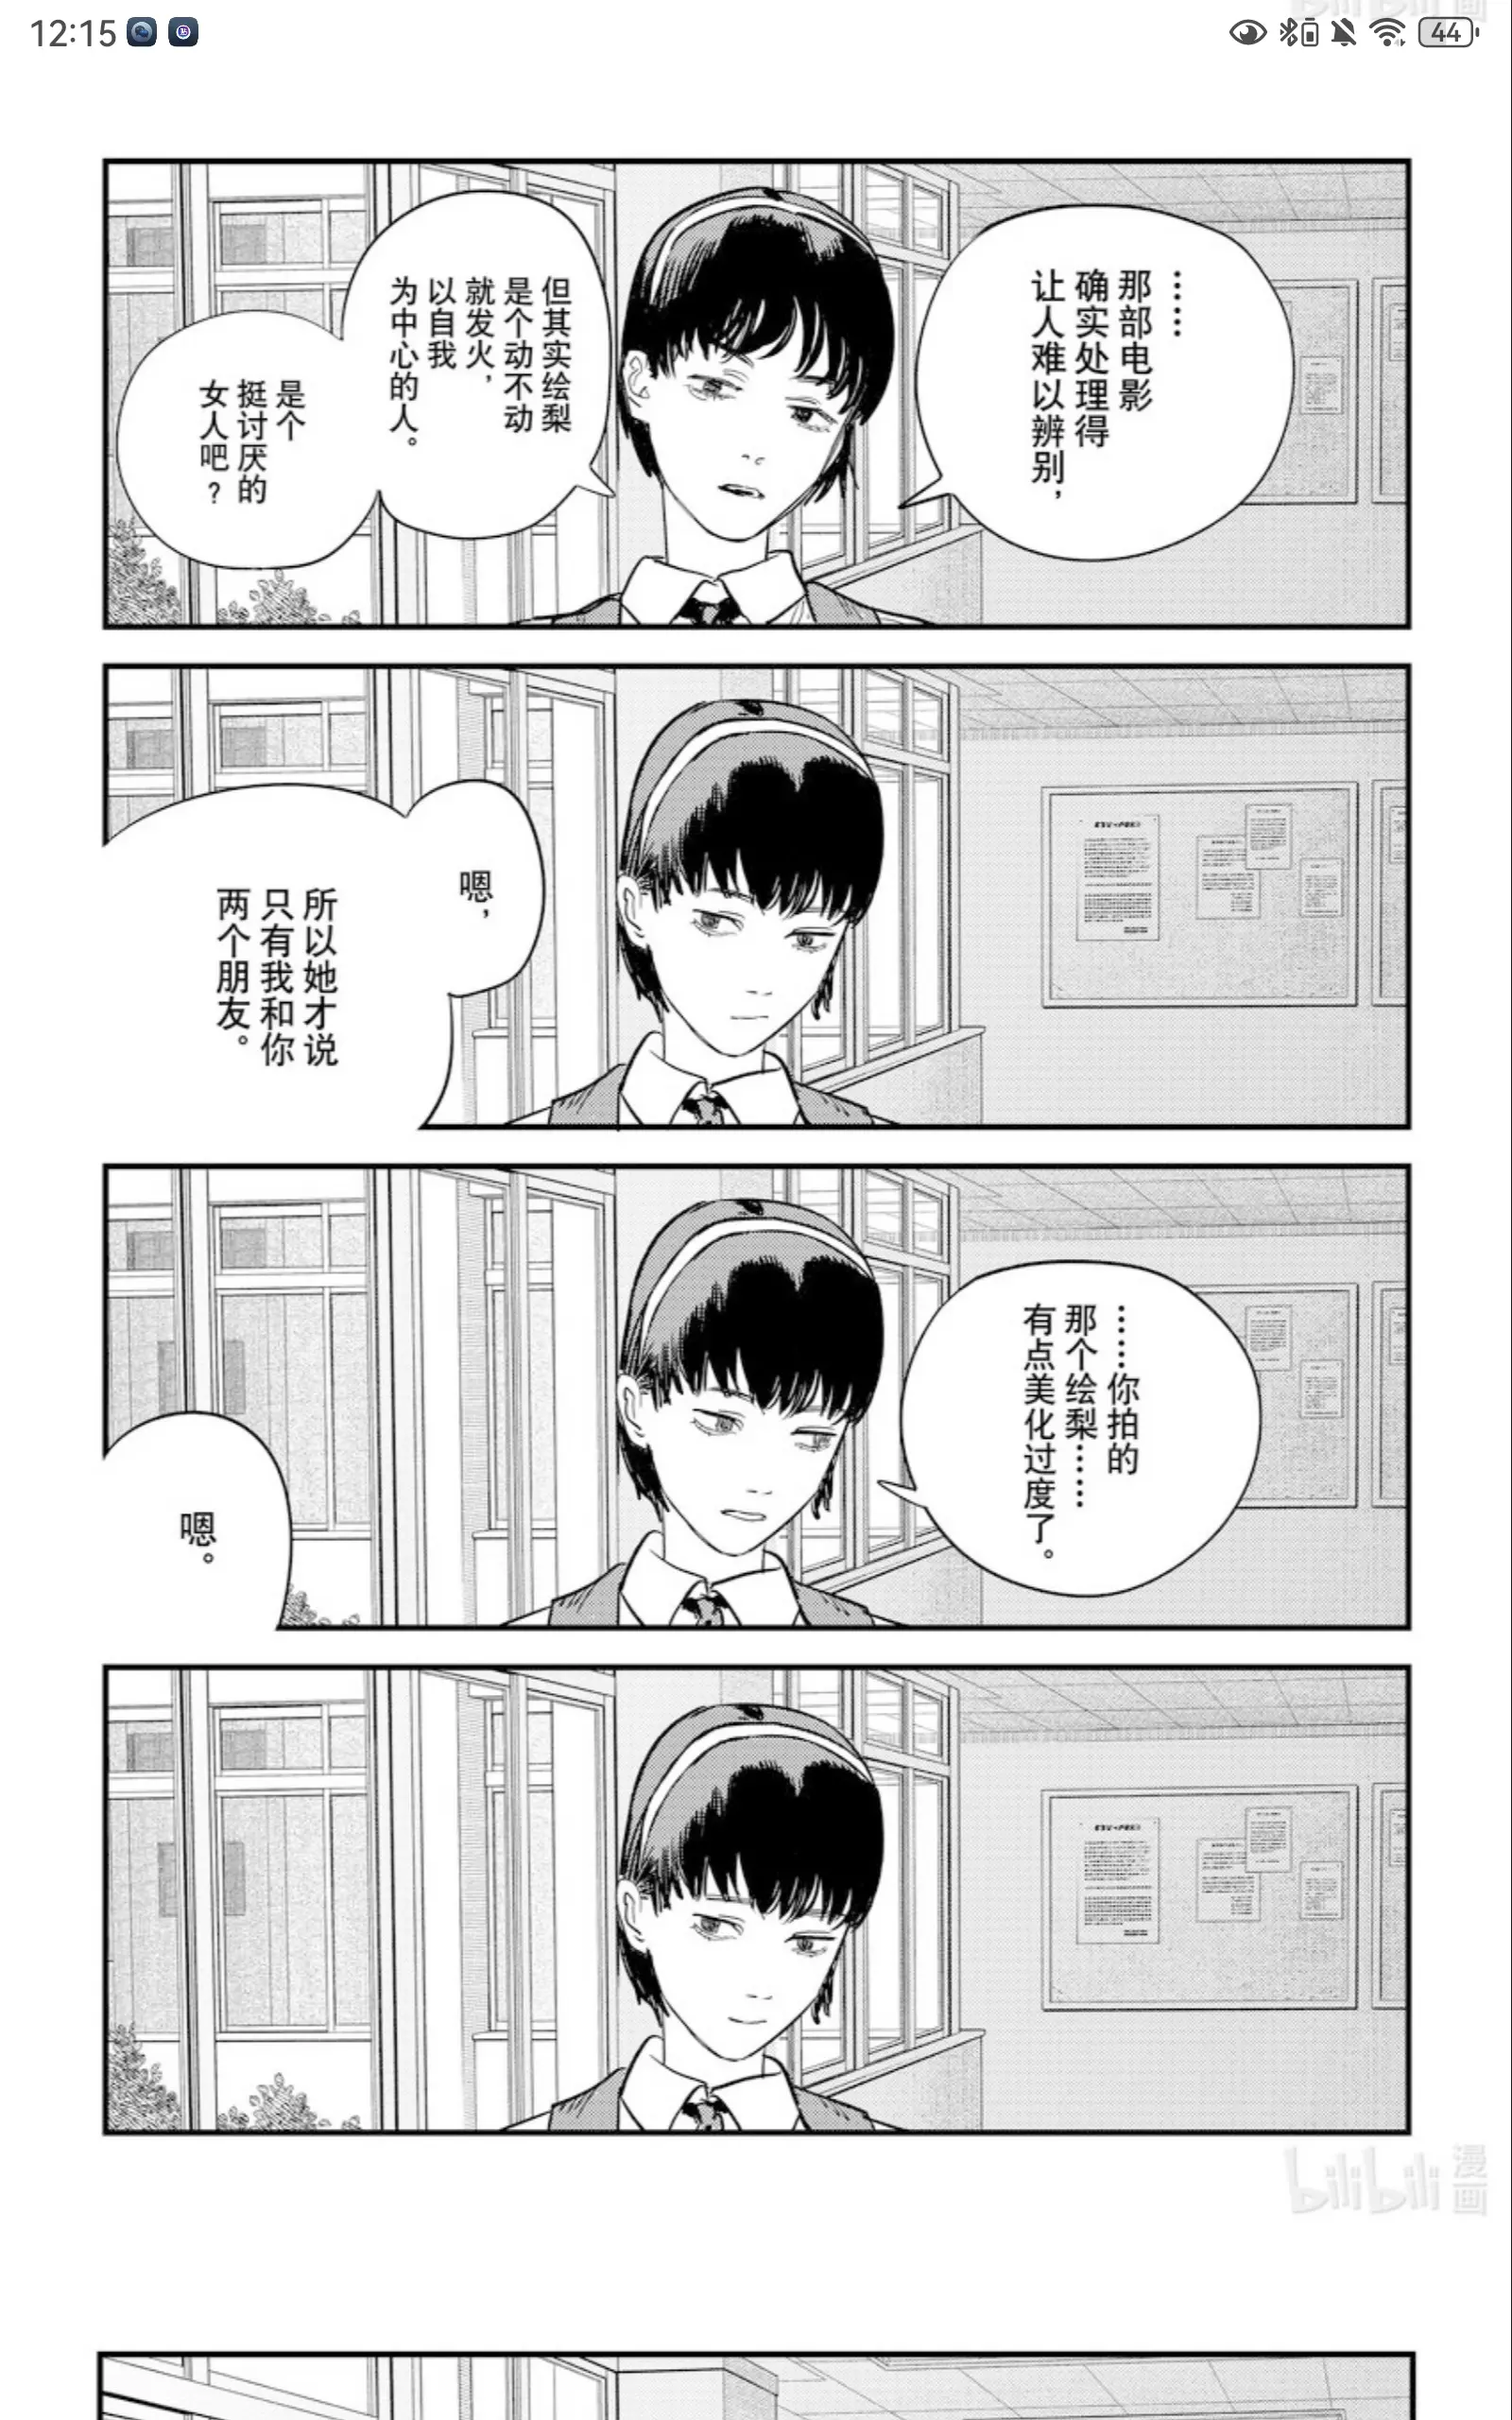 12:15
44
……
那部电影
确实处理得
让人难以辨别，
但其实绘梨
是个动不动
就发火，
以自我
为中心的人。
是个
挺讨厌的
女人吧？
嗯，
所以她才说
只有我和你
两个朋友。
……你拍的
那个绘梨……
有点美化过度了。
嗯。
bilibili漫画